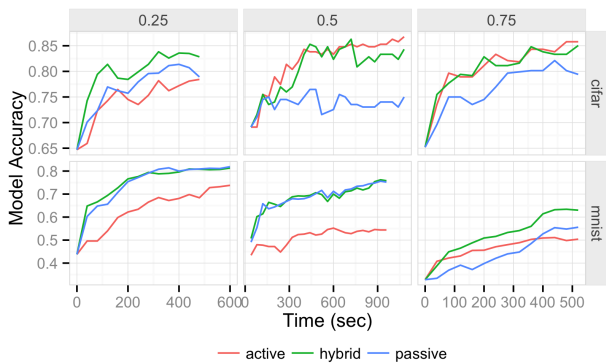 0.25 0.5 0.75
Model Accuracy
0.85
0.80
0.75
0.70
0.65
cifar
0.8
0.7
0.6
0.5
0.4
mnist
0 200 400 600 0 300 600 900 0 100 200 300 400 500
Time (sec)
active hybrid passive